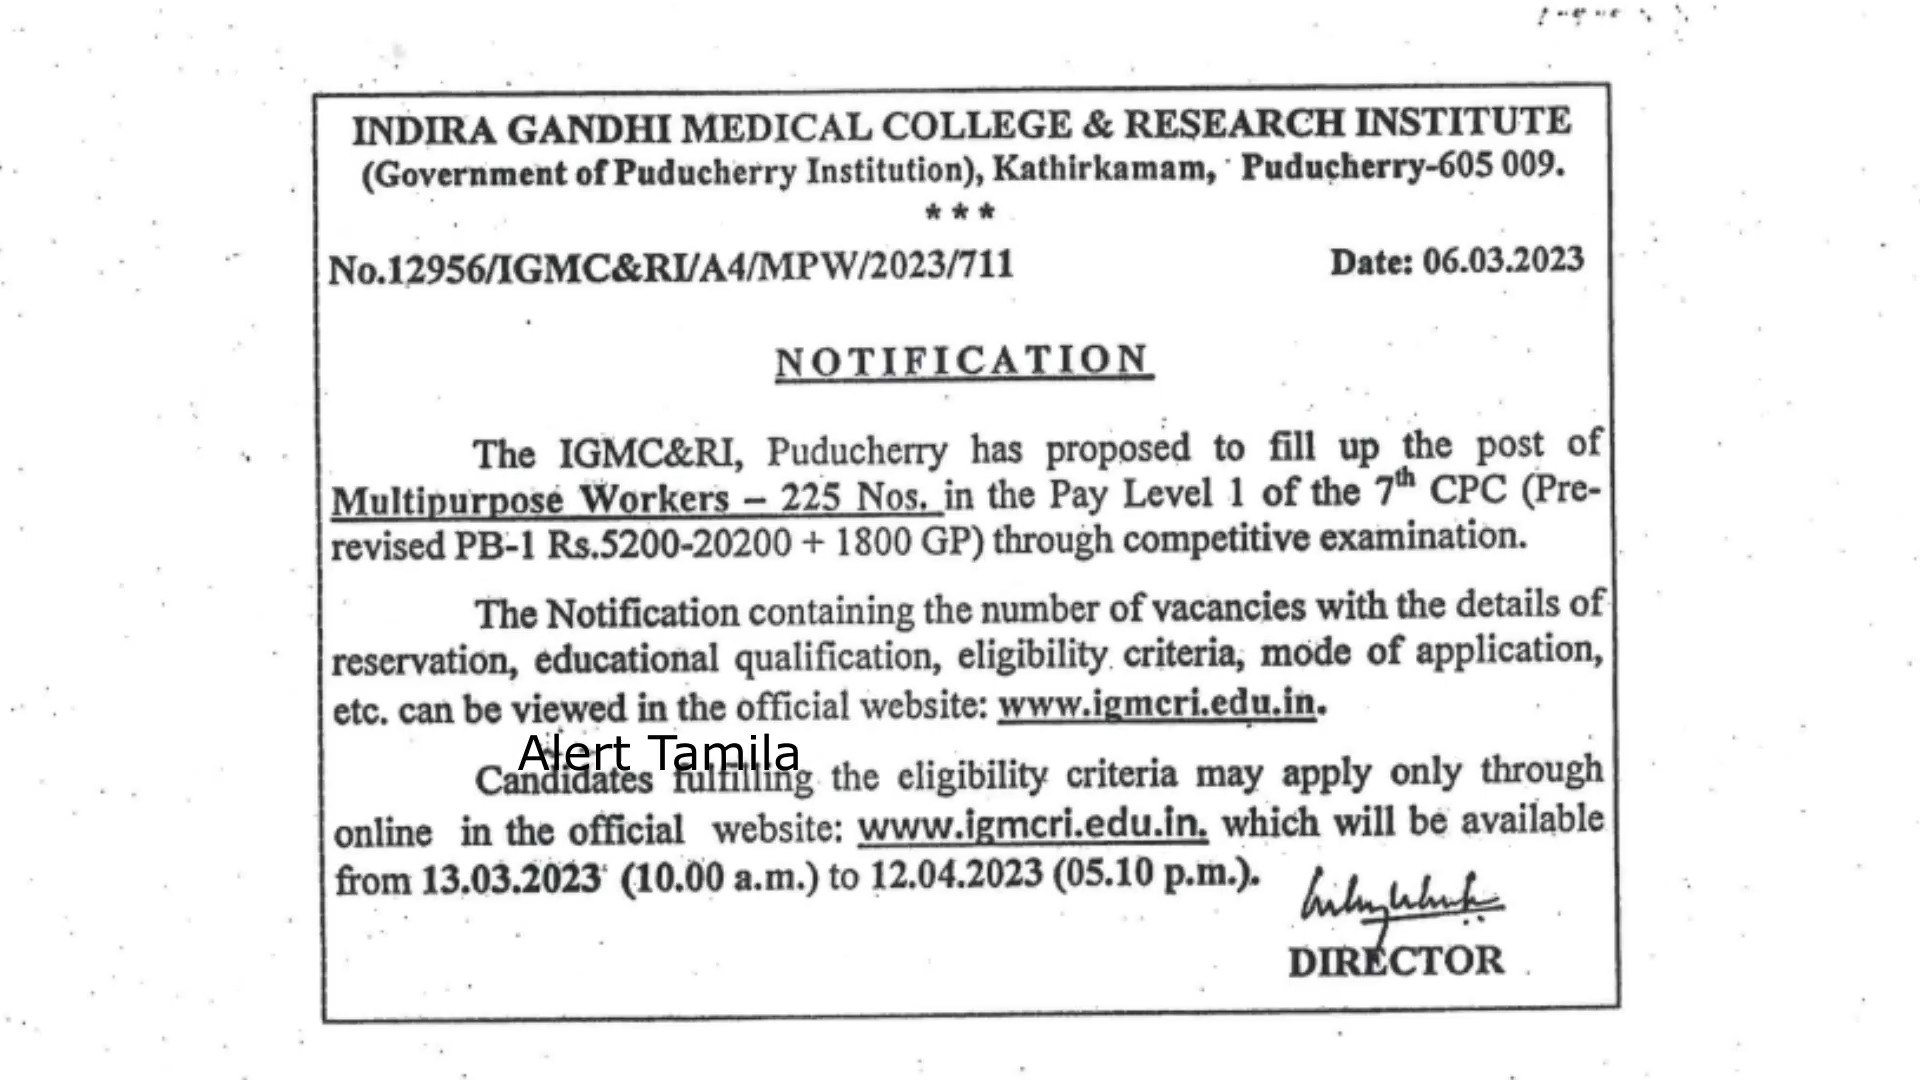 INDIRA GANDHI MEDICAL COLLEGE & RESEARCH INSTITUTE
(Government of Puducherry Institution), Kathirkamam, Puducherry-605 009.
* * *
No.12956/IGMC&RI/A4/MPW/2023/711 Date: 06.03.2023
NOTIFICATION
The IGMC&RI, Puducherry has proposed to fill up the post of
Multipurpose Workers – 225 Nos. in the Pay Level 1 of the 7th CPC (Pre-
revised PB-1 Rs.5200-20200 + 1800 GP) through competitive examination.
The Notification containing the number of vacancies with the details of
reservation, educational qualification, eligibility criteria, mode of application,
etc. can be viewed in the official website: www.igmcri.edu.in.
Alert Tamila
Candidates fulfilling the eligibility criteria may apply only through
online in the official website: www.igmcri.edu.in. which will be available
from 13.03.2023 (10.00 a.m.) to 12.04.2023 (05.10 p.m.).
DIRECTOR